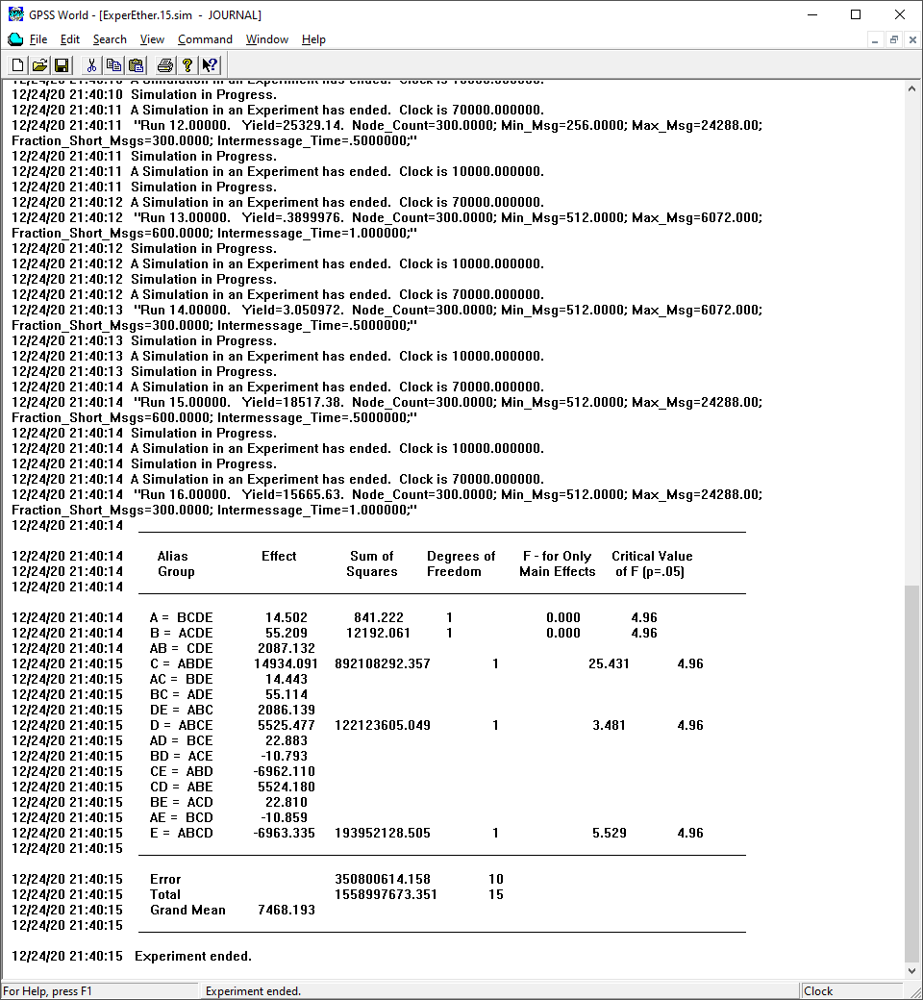 GPSS World - [ExperEther.15.sim - JOURNAL]
File Edit Search View Command Window Help
12/24/20 21:40:10 Simulation in Progress.
12/24/20 21:40:11 A Simulation in an Experiment has ended. Clock is 70000.000000.
12/24/20 21:40:11 "Run 12.00000. Yield=25329.14. Node_Count=300.0000; Min_Msg=256.0000; Max_Msg=24288.00;
Fraction_Short_Msgs=300.0000; Intermessage_Time=.5000000;"
12/24/20 21:40:11 Simulation in Progress.
12/24/20 21:40:11 A Simulation in an Experiment has ended. Clock is 10000.000000.
12/24/20 21:40:11 Simulation in Progress.
12/24/20 21:40:12 A Simulation in an Experiment has ended. Clock is 70000.000000.
12/24/20 21:40:12 "Run 13.00000. Yield=.3899976. Node_Count=300.0000; Min_Msg=512.0000; Max_Msg=6072.000;
Fraction_Short_Msgs=600.0000; Intermessage_Time=1.000000;"
12/24/20 21:40:12 Simulation in Progress.
12/24/20 21:40:12 A Simulation in an Experiment has ended. Clock is 10000.000000.
12/24/20 21:40:12 Simulation in Progress.
12/24/20 21:40:12 A Simulation in an Experiment has ended. Clock is 70000.000000.
12/24/20 21:40:13 "Run 14.00000. Yield=3.050972. Node_Count=300.0000; Min_Msg=512.0000; Max_Msg=6072.000;
Fraction_Short_Msgs=300.0000; Intermessage_Time=.5000000;"
12/24/20 21:40:13 Simulation in Progress.
12/24/20 21:40:13 A Simulation in an Experiment has ended. Clock is 10000.000000.
12/24/20 21:40:13 Simulation in Progress.
12/24/20 21:40:14 A Simulation in an Experiment has ended. Clock is 70000.000000.
12/24/20 21:40:14 "Run 15.00000. Yield=18517.38. Node_Count=300.0000; Min_Msg=512.0000; Max_Msg=24288.00;
Fraction_Short_Msgs=600.0000; Intermessage_Time=.5000000;"
12/24/20 21:40:14 Simulation in Progress.
12/24/20 21:40:14 A Simulation in an Experiment has ended. Clock is 10000.000000.
12/24/20 21:40:14 Simulation in Progress.
12/24/20 21:40:14 A Simulation in an Experiment has ended. Clock is 70000.000000.
12/24/20 21:40:14 "Run 16.00000. Yield=15665.63. Node_Count=300.0000; Min_Msg=512.0000; Max_Msg=24288.00;
Fraction_Short_Msgs=300.0000; Intermessage_Time=1.000000;"
12/24/20 21:40:14
12/24/20 21:40:14 Alias Effect Sum of Degrees of F - for Only Critical Value
12/24/20 21:40:14 Group Squares Freedom Main Effects of F (p=.05)
12/24/20 21:40:14
12/24/20 21:40:14 A = BCDE 14.502 841.222 1 0.000 4.96
12/24/20 21:40:14 B = ACDE 55.209 12192.061 1 0.000 4.96
12/24/20 21:40:14 AB = CDE 2087.132
12/24/20 21:40:15 C = ABDE 14934.091 892108292.357 1 25.431 4.96
12/24/20 21:40:15 AC = BDE 14.443
12/24/20 21:40:15 BC = ADE 55.114
12/24/20 21:40:15 DE = ABC 2086.139
12/24/20 21:40:15 D = ABCE 5525.477 122123605.049 1 3.481 4.96
12/24/20 21:40:15 AD = BCE 22.883
12/24/20 21:40:15 BD = ACE -10.793
12/24/20 21:40:15 CE = ABD -6962.110
12/24/20 21:40:15 CD = ABE 5524.180
12/24/20 21:40:15 BE = ACD 22.810
12/24/20 21:40:15 AE = BCD -10.859
12/24/20 21:40:15 E = ABCD -6963.335 193952128.505 1 5.529 4.96
12/24/20 21:40:15
12/24/20 21:40:15 Error 350800614.158 10
12/24/20 21:40:15 Total 1558997673.351 15
12/24/20 21:40:15 Grand Mean 7468.193
12/24/20 21:40:15
12/24/20 21:40:15 Experiment ended.
For Help, press F1 Experiment ended. Clock